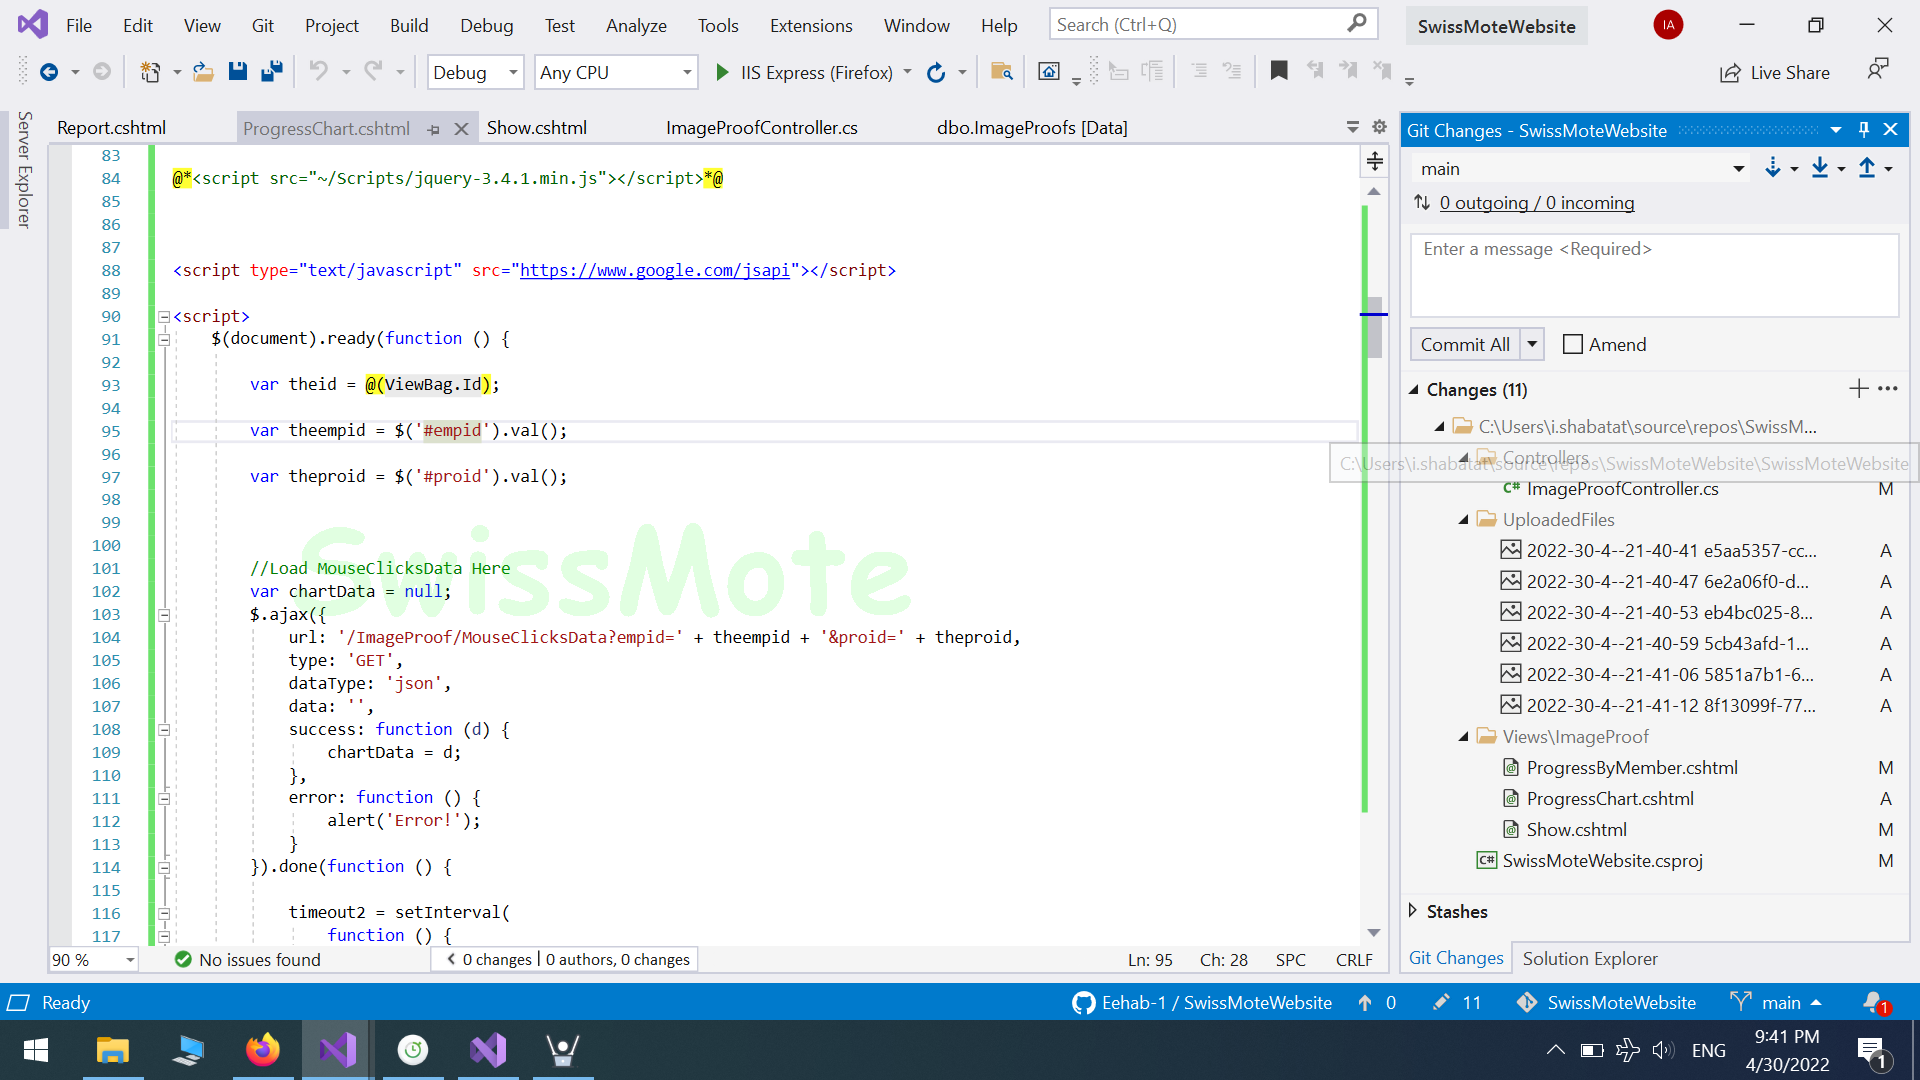 File Edit View Git Project Build Debug Test Analyze Tools Extensions Window Help Search (Ctrl+Q) SwissMoteWebsite IA
Debug Any CPU IIS Express (Firefox) Live Share
Server Explorer
Report.cshtml ProgressChart.cshtml Show.cshtml ImageProofController.cs dbo.ImageProofs [Data]
83
84 @*<script src="~/Scripts/jquery-3.4.1.min.js"></script>*@
85
86
87
88 <script type="text/javascript" src="https://www.google.com/jsapi"></script>
89
90 <script>
91 $(document).ready(function () {
92
93 var theid = @(ViewBag.Id);
94
95 var theempid = $('#empid').val();
96
97 var theproid = $('#proid').val();
98
99
100
101 //Load MouseClicksData Here
102 var chartData = null;
103 $.ajax({
104 url: '/ImageProof/MouseClicksData?empid=' + theempid + '&proid=' + theproid,
105 type: 'GET',
106 dataType: 'json',
107 data: '',
108 success: function (d) {
109 chartData = d;
110 },
111 error: function () {
112 alert('Error!');
113 }
114 }).done(function () {
115
116 timeout2 = setInterval(
117 function () {
SwissMote
90 % No issues found 0 changes | 0 authors, 0 changes Ln: 95 Ch: 28 SPC CRLF
Git Changes - SwissMoteWebsite
main
0 outgoing / 0 incoming
Enter a message <Required>
Commit All Amend
Changes (11)
C:\Users\i.shabatat\source\repos\SwissM...
Controllers
C:\Users\i.shabatat\source\repos\SwissMoteWebsite\SwissMoteWebsite
C# ImageProofController.cs M
UploadedFiles
2022-30-4--21-40-41 e5aa5357-cc... A
2022-30-4--21-40-47 6e2a06f0-d... A
2022-30-4--21-40-53 eb4bc025-8... A
2022-30-4--21-40-59 5cb43afd-1... A
2022-30-4--21-41-06 5851a7b1-6... A
2022-30-4--21-41-12 8f13099f-77... A
Views\ImageProof
ProgressByMember.cshtml M
ProgressChart.cshtml A
Show.cshtml M
C# SwissMoteWebsite.csproj M
Stashes
Git Changes Solution Explorer
Ready Eehab-1 / SwissMoteWebsite 0 11 SwissMoteWebsite main 1
ENG 9:41 PM
4/30/2022 1